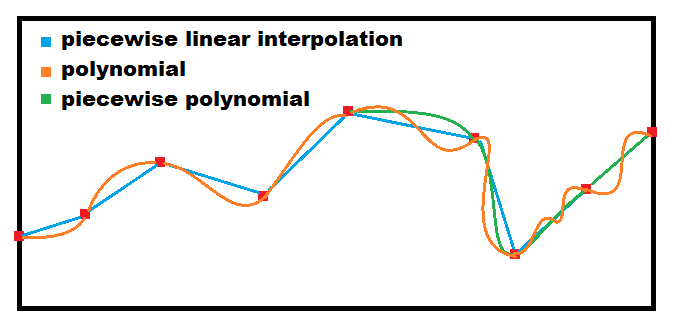 piecewise linear interpolation
polynomial
piecewise polynomial